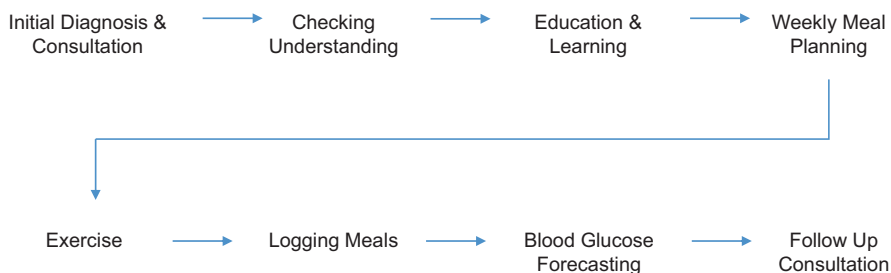 Initial Diagnosis &
Consultation
Checking
Understanding
Education &
Learning
Weekly Meal
Planning
Exercise
Logging Meals
Blood Glucose
Forecasting
Follow Up
Consultation